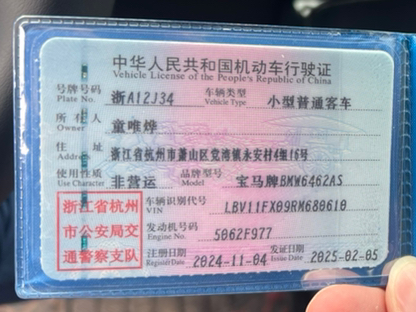 中华人民共和国机动车行驶证
Vehicle License of the People's Republic of China
号牌号码 浙A12J34 车辆类型 小型普通客车
Plate No. Vehicle Type
所有人 童唯烨
Owner
住址 浙江省杭州市萧山区党湾镇永安村4组16号
Address
使用性质 非营运 品牌型号 宝马牌BMW6462AS
Use Character Model
浙江省杭州市公安局交通警察支队
车辆识别代号 LBV11FX09RM680610
VIN
发动机号码 5062F977
Engine No.
注册日期 2024-11-04 发证日期 2025-02-05
Register Date Issue Date